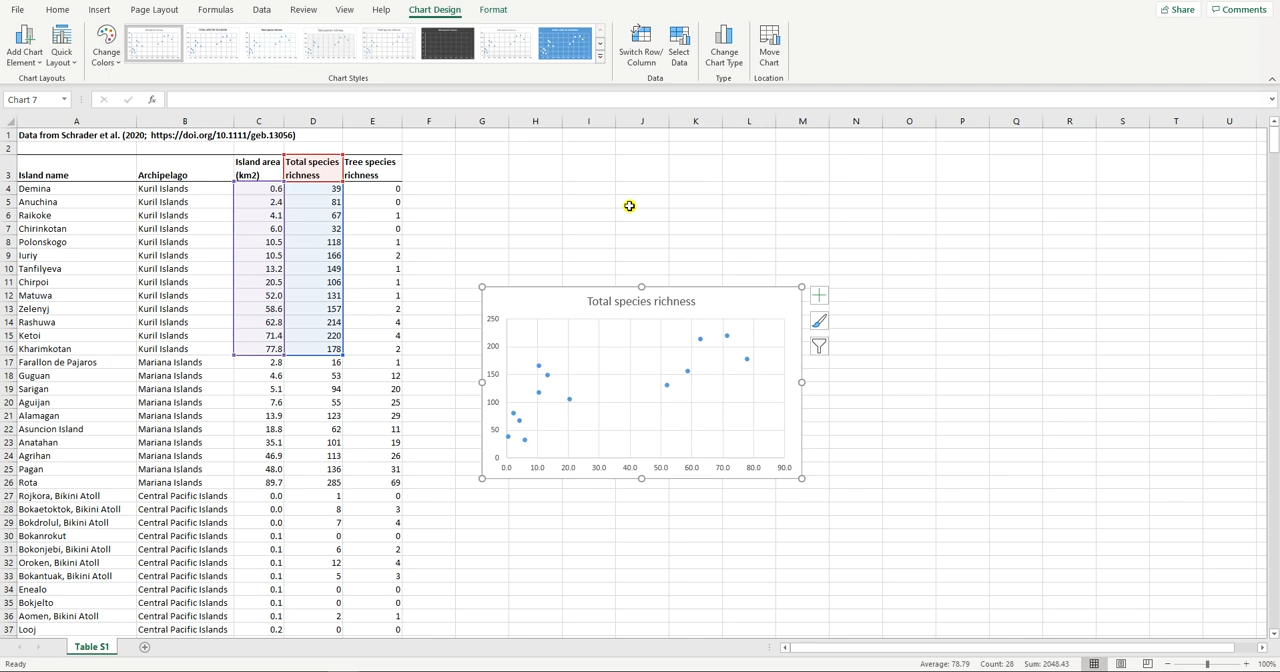 File Home Insert Page Layout Formulas Data Review View Help Chart Design Format Share Comments
Add Chart Element Quick Layout Change Colors Switch Row/ Column Select Data Change Chart Type Move Chart
Chart Layouts Chart Styles Data Type Location
Chart 7 fx
A B C D E F G H I J K L M N O P Q R S T U
1 Data from Schrader et al. (2020; https://doi.org/10.1111/geb.13056)
2
3 Island name Archipelago Island area (km2) Total species richness Tree species richness
4 Demina Kuril Islands 0.6 39 0
5 Anuchina Kuril Islands 2.4 81 0
6 Raikoke Kuril Islands 4.1 67 1
7 Chirinkotan Kuril Islands 6.0 32 0
8 Polonskogo Kuril Islands 10.5 118 1
9 Iuriy Kuril Islands 10.5 166 2
10 Tanfilyeva Kuril Islands 13.2 149 1
11 Chirpoi Kuril Islands 20.5 106 1
12 Matuwa Kuril Islands 52.0 131 1
13 Zelenyj Kuril Islands 58.6 157 2
14 Rashuwa Kuril Islands 62.8 214 4
15 Ketoi Kuril Islands 71.4 220 4
16 Kharimkotan Kuril Islands 77.8 178 2
17 Farallon de Pajaros Mariana Islands 2.8 16 1
18 Guguan Mariana Islands 4.6 53 12
19 Sarigan Mariana Islands 5.1 94 20
20 Aguijan Mariana Islands 7.6 55 25
21 Alamagan Mariana Islands 13.9 123 29
22 Asuncion Island Mariana Islands 18.8 62 11
23 Anatahan Mariana Islands 35.1 101 19
24 Agrihan Mariana Islands 46.9 113 26
25 Pagan Mariana Islands 48.0 136 31
26 Rota Mariana Islands 89.7 285 69
27 Rojkora, Bikini Atoll Central Pacific Islands 0.0 1 0
28 Bokaetoktok, Bikini Atoll Central Pacific Islands 0.0 8 3
29 Bokdrolul, Bikini Atoll Central Pacific Islands 0.0 7 4
30 Bokanrokut Central Pacific Islands 0.1 0 0
31 Bokonjebi, Bikini Atoll Central Pacific Islands 0.1 6 2
32 Oroken, Bikini Atoll Central Pacific Islands 0.1 12 4
33 Bokantuak, Bikini Atoll Central Pacific Islands 0.1 5 3
34 Enealo Central Pacific Islands 0.1 0 0
35 Bokjelto Central Pacific Islands 0.1 0 0
36 Aomen, Bikini Atoll Central Pacific Islands 0.1 2 1
37 Looj Central Pacific Islands 0.2 0 0
Total species richness
250
200
150
100
50
0
0.0 10.0 20.0 30.0 40.0 50.0 60.0 70.0 80.0 90.0
Table S1
Ready Average: 78.79 Count: 28 Sum: 2048.43 100%